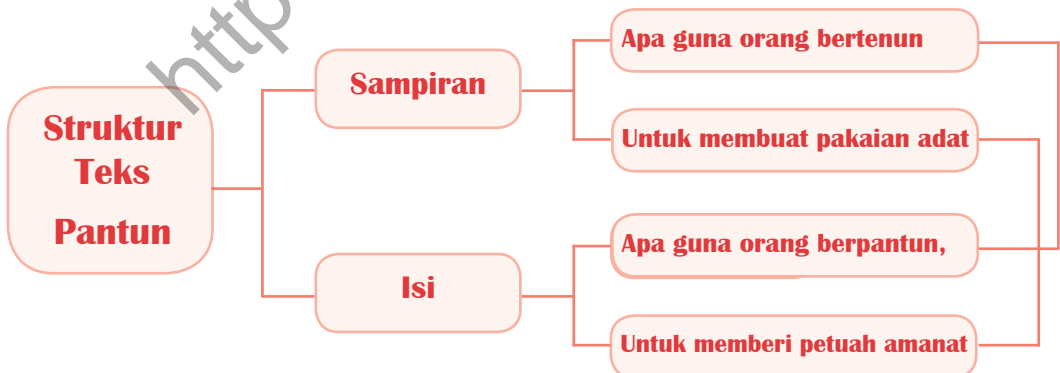 http
Struktur
Teks
Pantun
Sampiran
Apa guna orang bertenun
Untuk membuat pakaian adat
Isi
Apa guna orang berpantun,
Untuk memberi petuah amanat